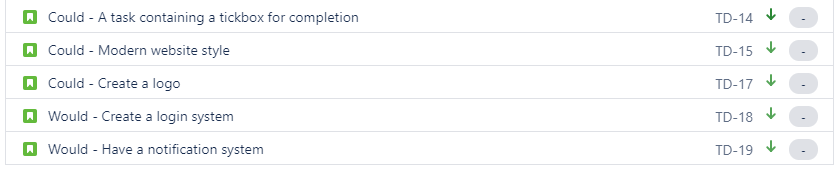 Could - A task containing a tickbox for completion TD-14 -
Could - Modern website style TD-15 -
Could - Create a logo TD-17 -
Would - Create a login system TD-18 -
Would - Have a notification system TD-19 -